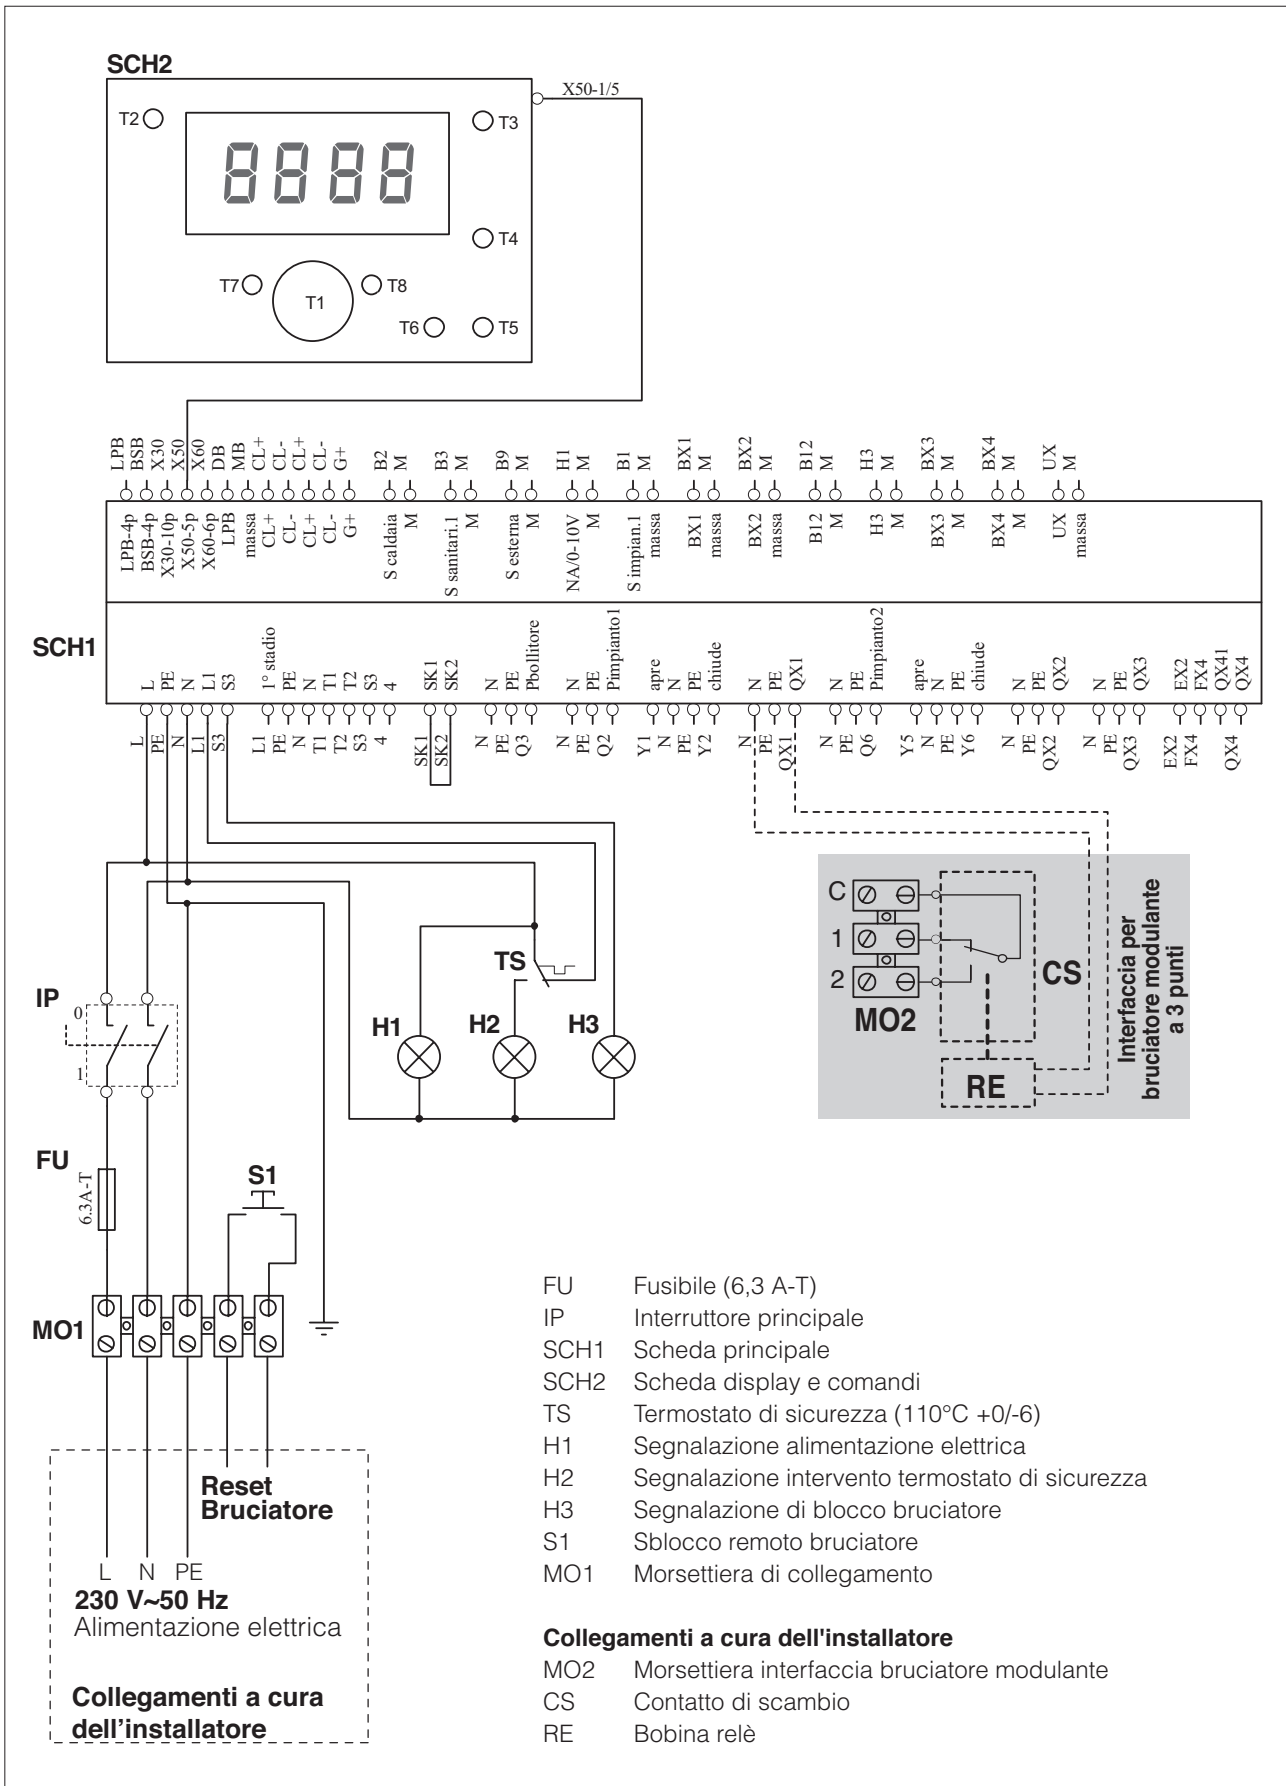 SCH2
X50-1/5
T2
T3
T4
T7
T8
T1
T6
T5
LPB
BSB
X30
X50
X60
DB
MB
CL+
CL-
CL+
CL-
G+
B2
M
B3
M
B9
M
H1
M
B1
M
BX1
M
BX2
M
B12
M
H3
M
BX3
M
BX4
M
UX
M
LPB-4p
BSB-4p
X30-10p
X50-5p
X60-6p
LPB
massa
CL+
CL-
CL+
CL-
G+
S caldaia
M
S sanitari.1
M
S esterna
M
NA/0-10V
M
S impian.1
massa
BX1
massa
BX2
massa
B12
M
H3
M
BX3
M
BX4
M
UX
massa
SCH1
L
PE
N
L1
S3
1° stadio
PE
N
T1
T2
S3
4
SK1
SK2
N
PE
Pbollitore
N
PE
Pimpianto1
apre
N
PE
chiude
N
PE
QX1
N
PE
Pimpianto2
apre
N
PE
chiude
N
PE
QX2
N
PE
QX3
EX2
FX4
QX41
QX4
L
PE
N
L1
S3
L1
PE
N
T1
T2
S3
4
SK1
SK2
N
PE
Q3
N
PE
Q2
Y1
N
PE
Y2
N
PE
QX1
N
PE
Q6
Y5
N
PE
Y6
N
PE
QX2
N
PE
QX3
EX2
FX4
QX4
C
1
2
MO2
CS
RE
Interfaccia per
bruciatore modulante
a 3 punti
TS
H1
H2
H3
IP
0
1
FU
6.3A-T
S1
MO1
Reset
Bruciatore
L N PE
230 V~50 Hz
Alimentazione elettrica
Collegamenti a cura
dell'installatore
FU Fusibile (6,3 A-T)
IP Interruttore principale
SCH1 Scheda principale
SCH2 Scheda display e comandi
TS Termostato di sicurezza (110°C +0/-6)
H1 Segnalazione alimentazione elettrica
H2 Segnalazione intervento termostato di sicurezza
H3 Segnalazione di blocco bruciatore
S1 Sblocco remoto bruciatore
MO1 Morsettiera di collegamento
Collegamenti a cura dell'installatore
MO2 Morsettiera interfaccia bruciatore modulante
CS Contatto di scambio
RE Bobina relè